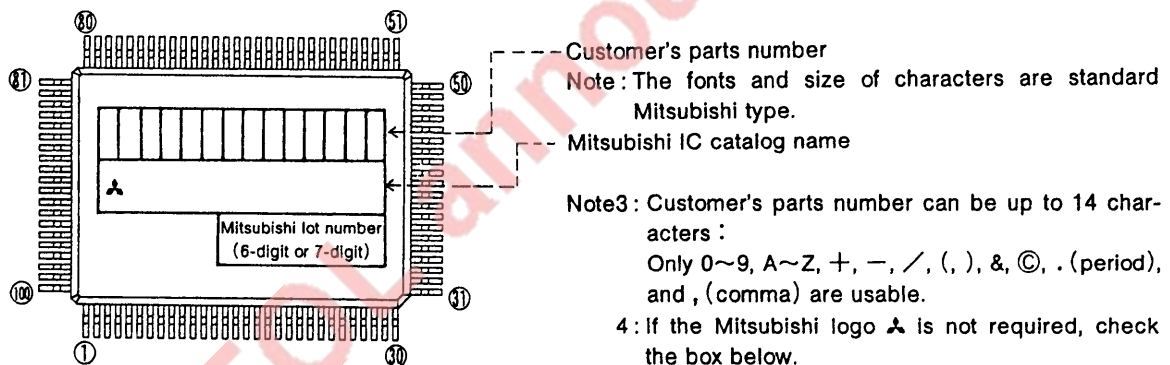 80 51
81 50
Customer's parts number
Note : The fonts and size of characters are standard
Mitsubishi type.
Mitsubishi IC catalog name
Mitsubishi lot number
(6-digit or 7-digit)
100 31
1 30
Note3 : Customer's parts number can be up to 14 char-
acters :
Only 0~9, A~Z, +, −, /, (, ), &, ©, . (period),
and , (comma) are usable.
4 : If the Mitsubishi logo is not required, check
the box below.
EOL annou